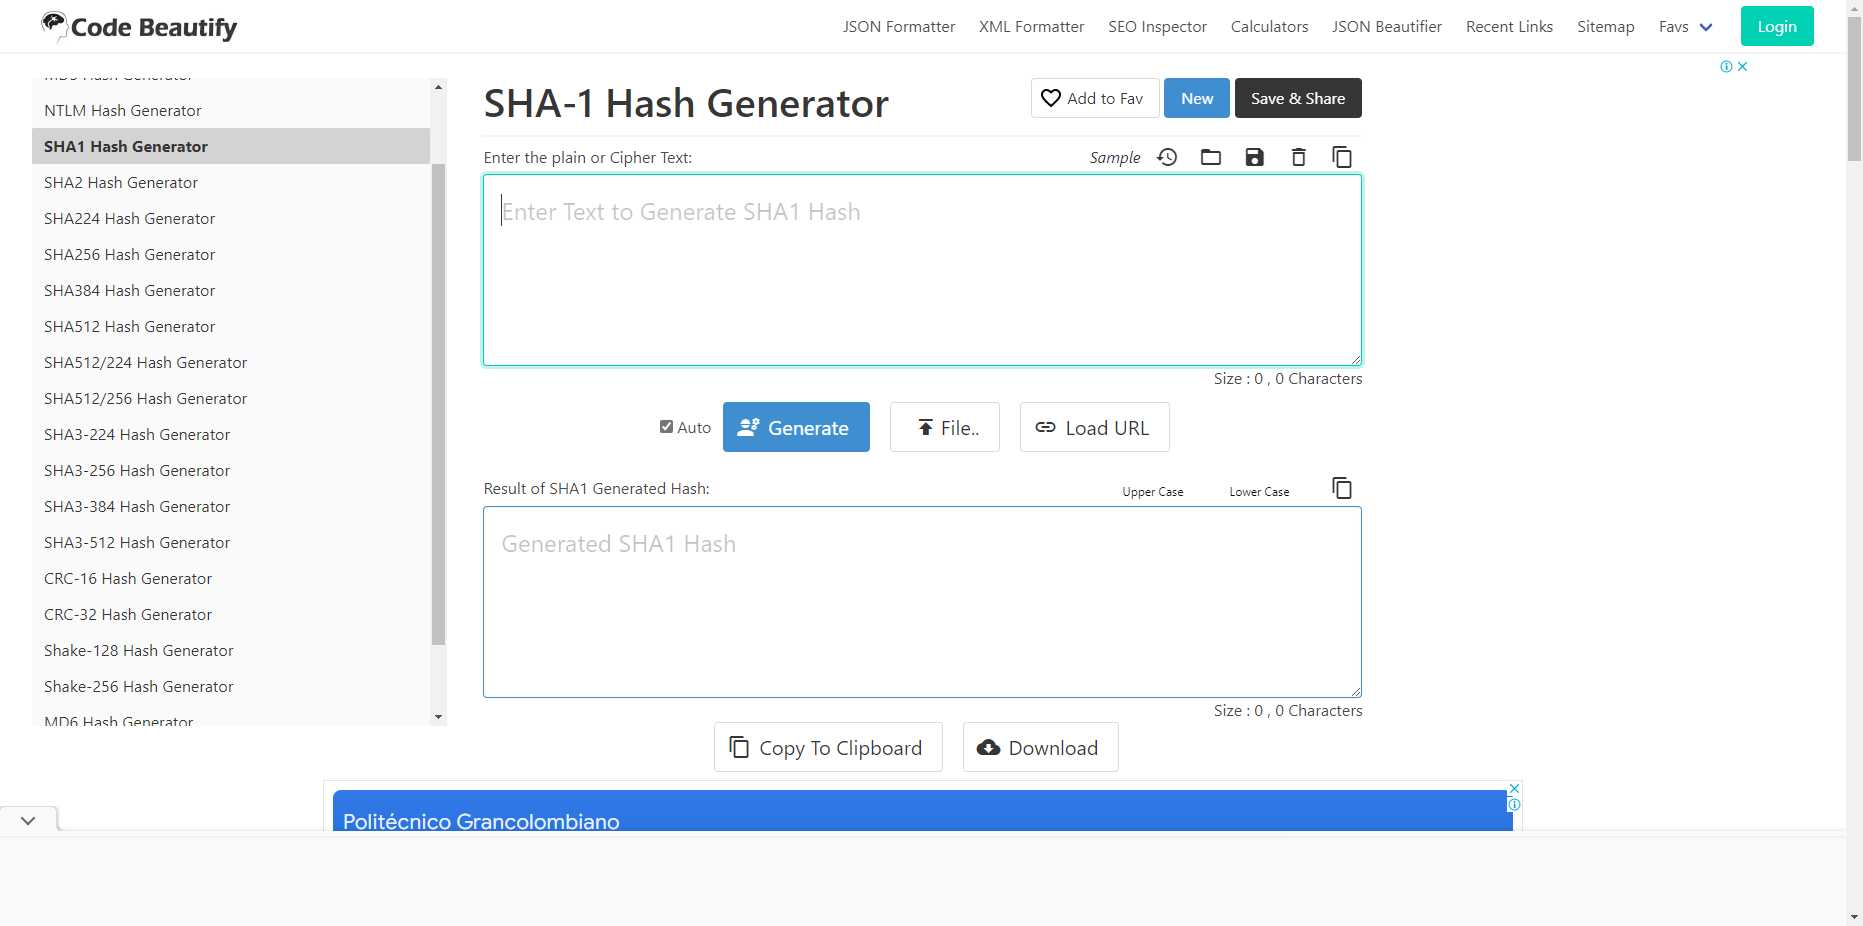 Code Beautify
JSON Formatter XML Formatter SEO Inspector Calculators JSON Beautifier Recent Links Sitemap Favs Login
MD5 Hash Generator
NTLM Hash Generator
SHA1 Hash Generator
SHA2 Hash Generator
SHA224 Hash Generator
SHA256 Hash Generator
SHA384 Hash Generator
SHA512 Hash Generator
SHA512/224 Hash Generator
SHA512/256 Hash Generator
SHA3-224 Hash Generator
SHA3-256 Hash Generator
SHA3-384 Hash Generator
SHA3-512 Hash Generator
CRC-16 Hash Generator
CRC-32 Hash Generator
Shake-128 Hash Generator
Shake-256 Hash Generator
MD6 Hash Generator
SHA-1 Hash Generator
Add to Fav New Save & Share
Enter the plain or Cipher Text: Sample
Enter Text to Generate SHA1 Hash
Size : 0 , 0 Characters
Auto Generate File.. Load URL
Result of SHA1 Generated Hash: Upper Case Lower Case
Generated SHA1 Hash
Size : 0 , 0 Characters
Copy To Clipboard Download
Politécnico Grancolombiano